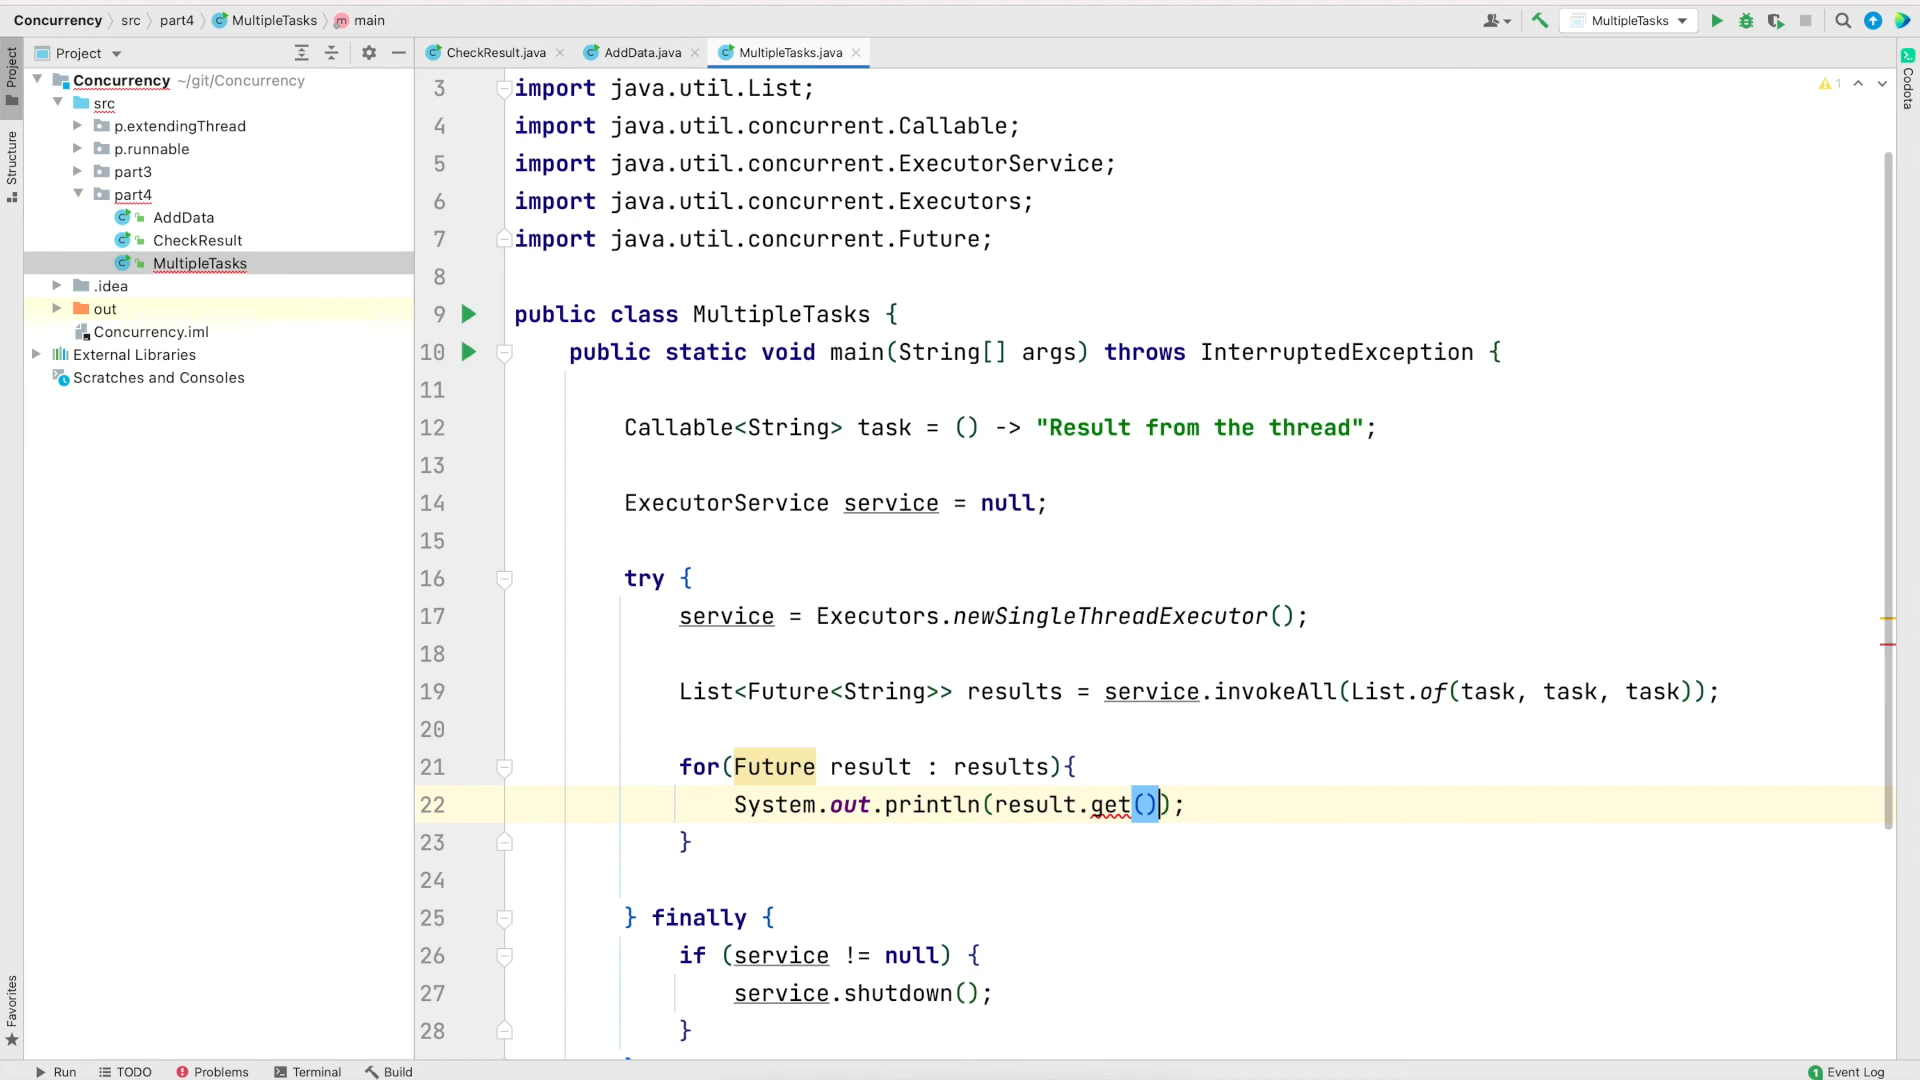 Concurrency src part4 MultipleTasks main
MultipleTasks
Project
CheckResult.java
AddData.java
MultipleTasks.java
Project
Structure
Favorites
Codota
Concurrency ~/git/Concurrency
src
p.extendingThread
p.runnable
part3
part4
AddData
CheckResult
MultipleTasks
.idea
out
Concurrency.iml
External Libraries
Scratches and Consoles
1
3 import java.util.List;
4 import java.util.concurrent.Callable;
5 import java.util.concurrent.ExecutorService;
6 import java.util.concurrent.Executors;
7 import java.util.concurrent.Future;
8
9 public class MultipleTasks {
10 public static void main(String[] args) throws InterruptedException {
11
12 Callable<String> task = () -> "Result from the thread";
13
14 ExecutorService service = null;
15
16 try {
17 service = Executors.newSingleThreadExecutor();
18
19 List<Future<String>> results = service.invokeAll(List.of(task, task, task));
20
21 for(Future result : results){
22 System.out.println(result.get());
23 }
24
25 } finally {
26 if (service != null) {
27 service.shutdown();
28 }
Run TODO Problems Terminal Build
1 Event Log